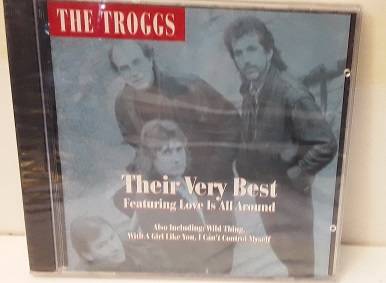 THE TROGGS
Their Very Best
Featuring Love Is All Around
Also Including: Wild Thing,
With A Girl Like You, I Can't Control Myself